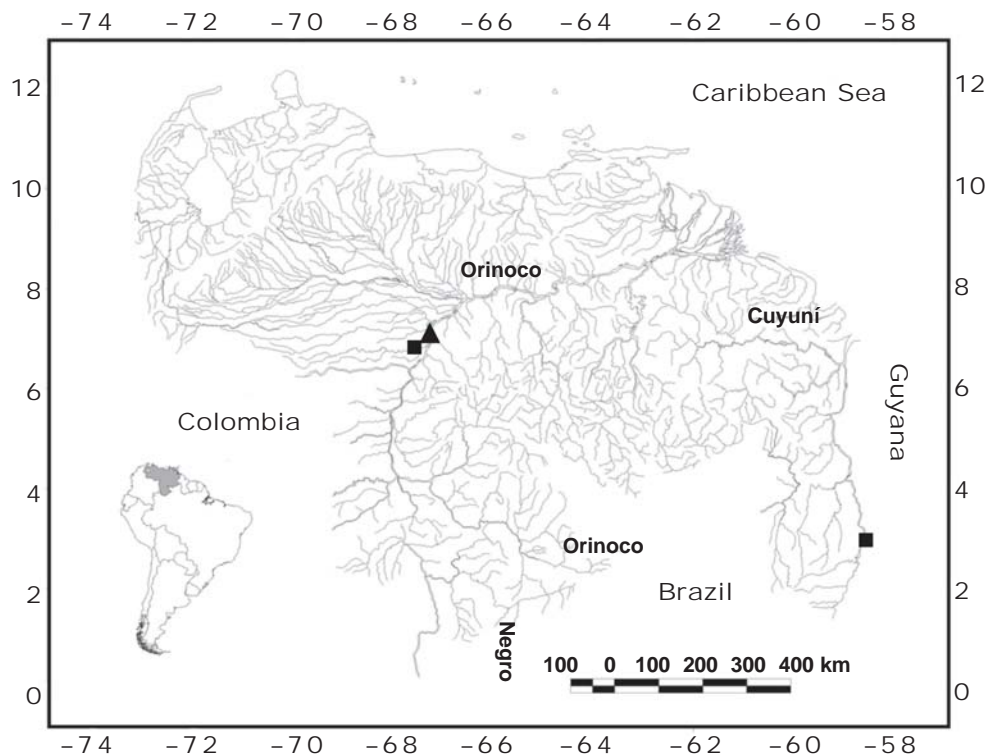 −74 −72 −70 −68 −66 −64 −62 −60 −58
12 12
Caribbean Sea
10 10
Orinoco
8 8
Cuyuní
6 6
Guyana
Colombia
4 4
Orinoco
Brazil
2 2
Negro
100 0 100 200 300 400 km
0 0
−74 −72 −70 −68 −66 −64 −62 −60 −58